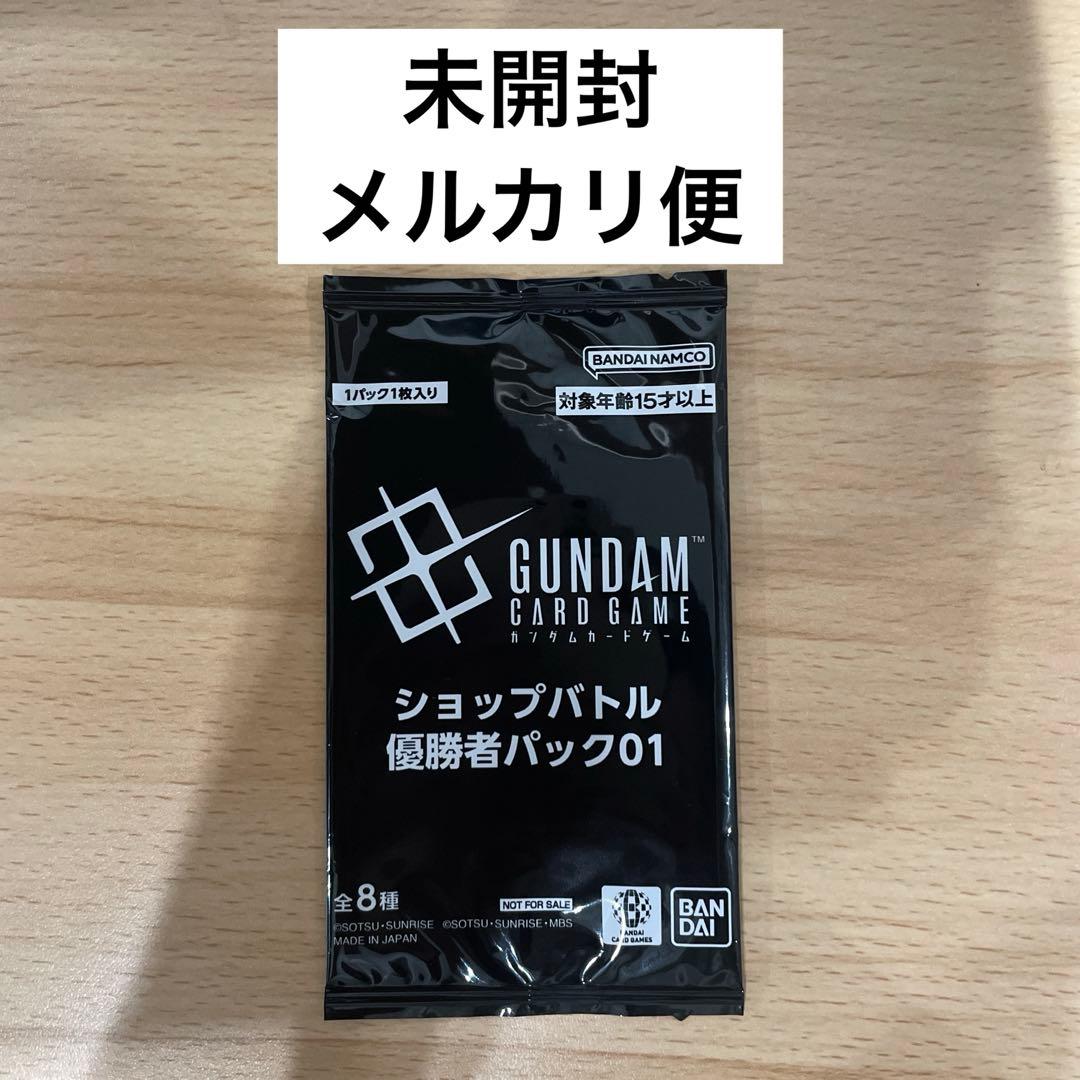 未開封
メルカリ便
BANDAI NAMCO
1パック1枚入り
対象年齢15才以上
GUNDAM™
CARD GAME
ガンダムカードゲーム
ショップバトル
優勝者パック01
全8種
NOT FOR SALE
©SOTSU・SUNRISE ©SOTSU・SUNRISE・MBS
MADE IN JAPAN
BANDAI
CARD GAMES
BAN
DAI